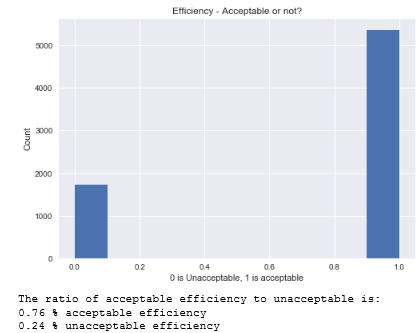 Efficiency - Acceptable or not?
5000
4000
3000
2000
1000
0
Count
0.0 0.2 0.4 0.6 0.8 1.0
0 is Unacceptable, 1 is acceptable
The ratio of acceptable efficiency to unacceptable is:
0.76 % acceptable efficiency
0.24 % unacceptable efficiency